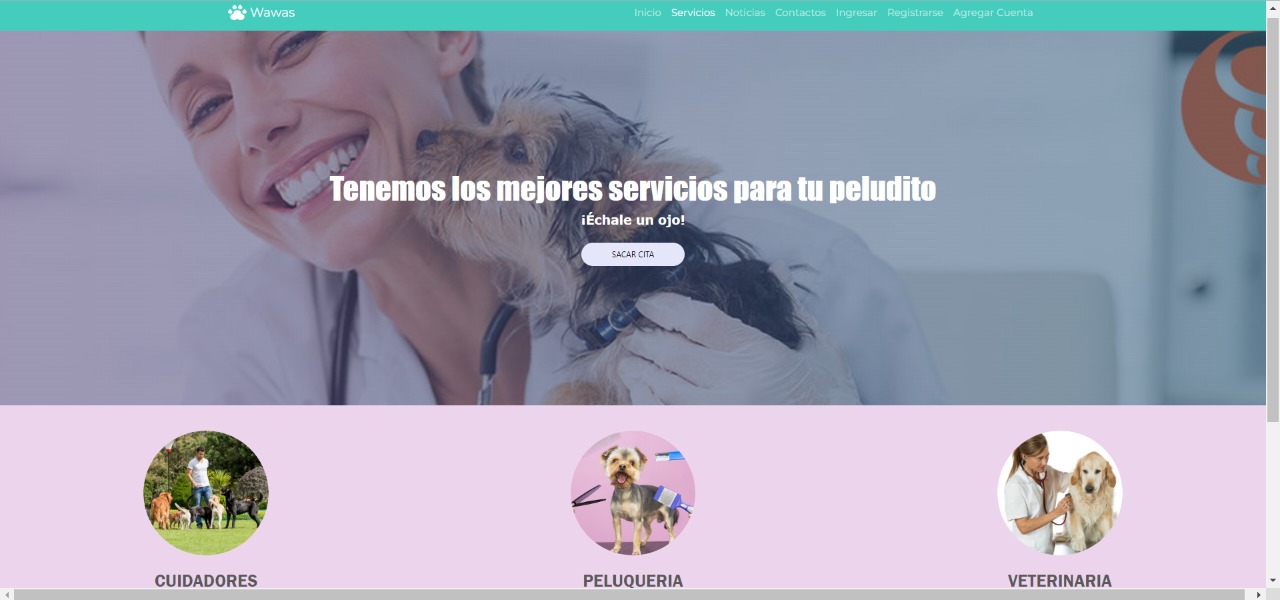 Wawas
Inicio Servicios Noticias Contactos Ingresar Registrarse Agregar Cuenta
Tenemos los mejores servicios para tu peludito
¡Échale un ojo!
SACAR CITA
CUIDADORES
PELUQUERIA
VETERINARIA